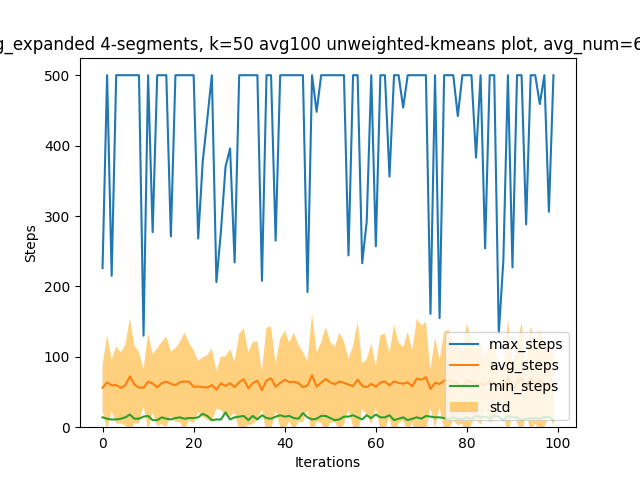 g_expanded 4-segments, k=50 avg100 unweighted-kmeans plot, avg_num=6
500
400
300
200
100
0
Steps
max_steps
avg_steps
min_steps
std
0 20 40 60 80 100
Iterations